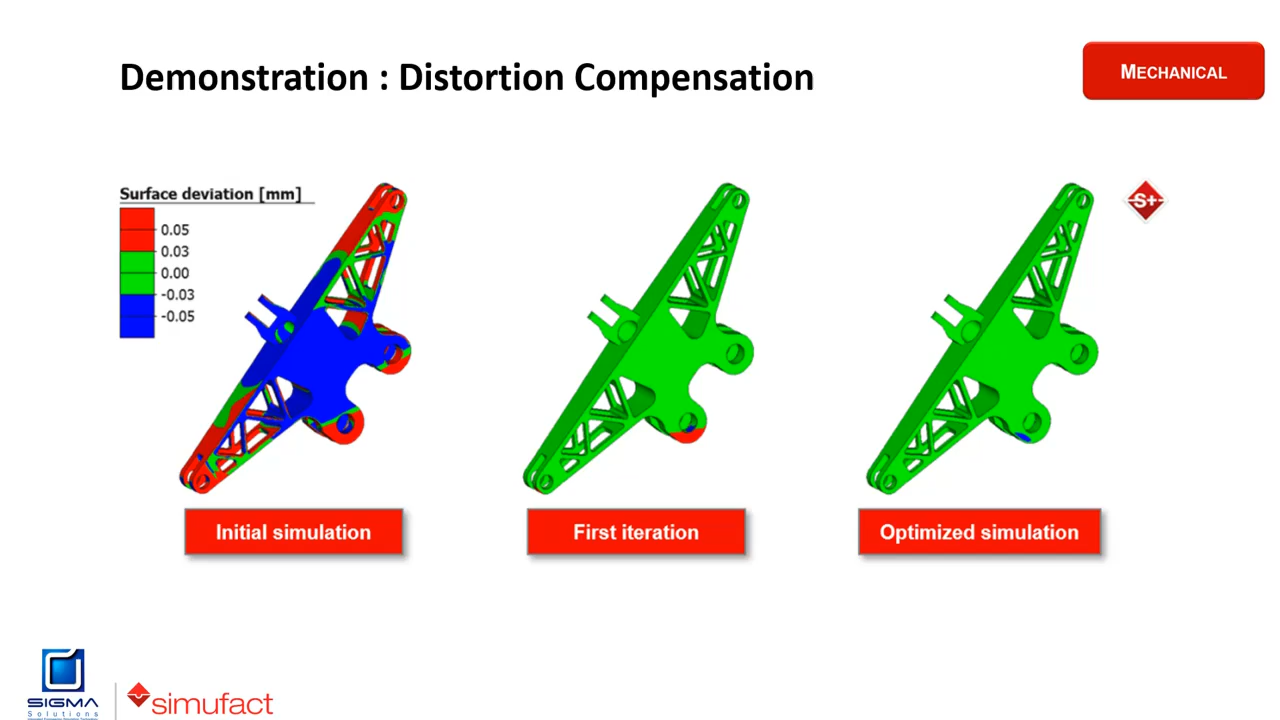 Demonstration : Distortion Compensation
MECHANICAL
Surface deviation [mm]
0.05
0.03
0.00
-0.03
-0.05
S+
Initial simulation
First iteration
Optimized simulation
SIGMA
Solutions
simufact